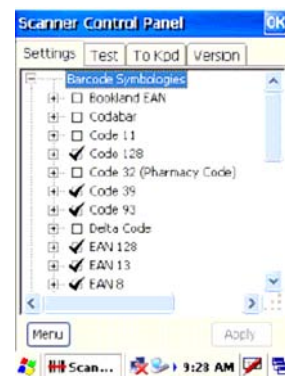 Scanner Control Panel OK
Settings Test To Kpd Version
Barcode Symbologies
Bookland EAN
Codabar
Code 11
Code 128
Code 32 (Pharmacy Code)
Code 39
Code 93
Delta Code
EAN 128
EAN 13
EAN 8
Menu Apply
Scan... 9:23 AM